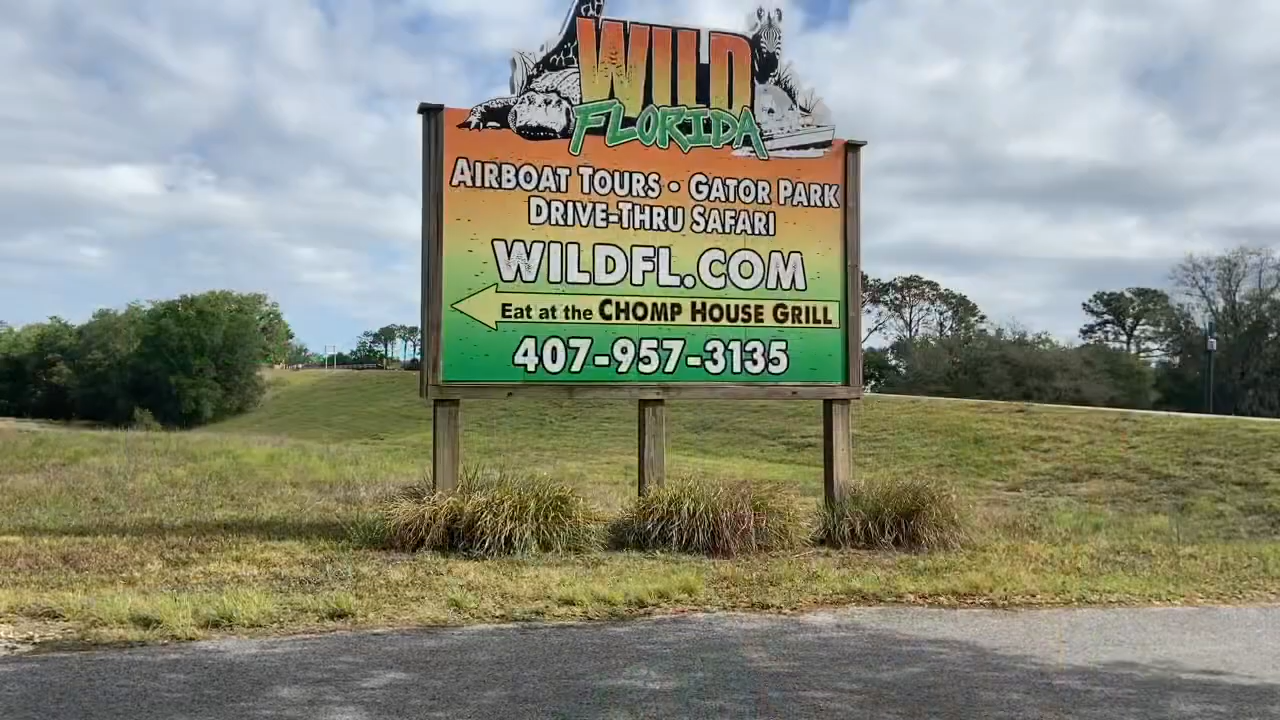 WILD
FLORIDA
AIRBOAT TOURS • GATOR PARK
DRIVE-THRU SAFARI
WILDFL.COM
Eat at the CHOMP HOUSE GRILL
407-957-3135